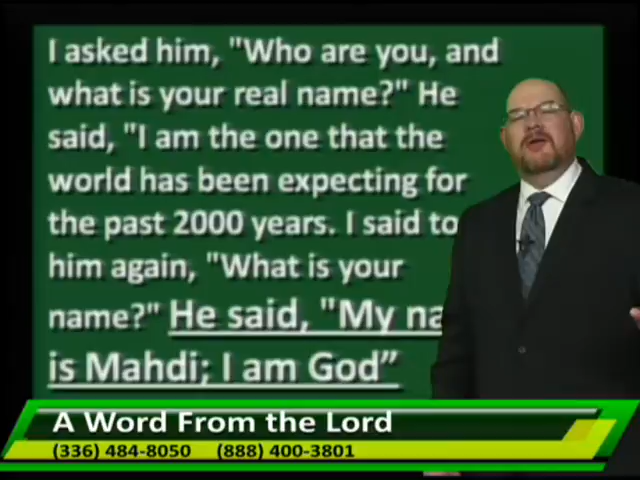 I asked him, "Who are you, and
what is your real name?" He
said, "I am the one that the
world has been expecting for
the past 2000 years. I said to
him again, "What is your
name?" He said, "My na
is Mahdi; I am God”
A Word From the Lord
(336) 484-8050 (888) 400-3801